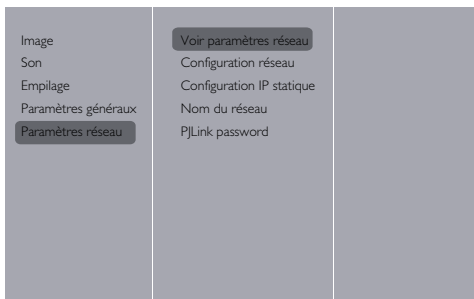 Image
Son
Empilage
Paramètres généraux
Paramètres réseau
Voir paramètres réseau
Configuration réseau
Configuration IP statique
Nom du réseau
PJLink password